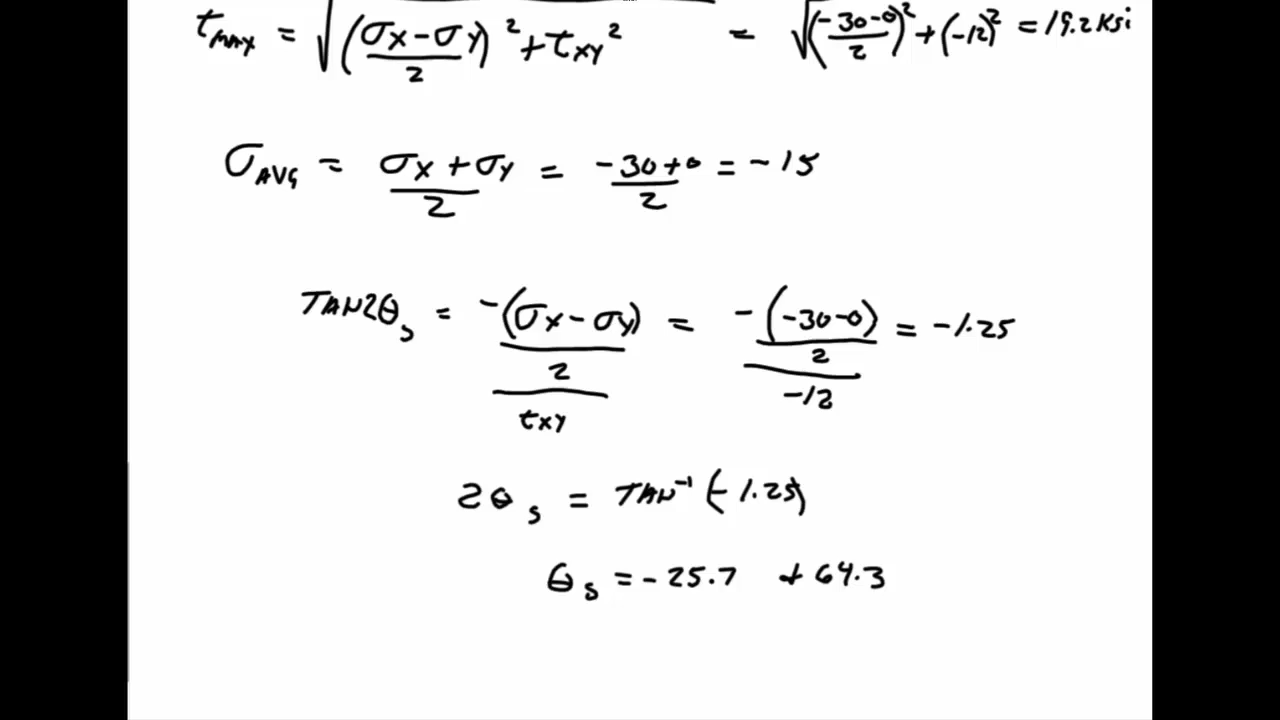 τmax = √((σx - σy)/2)² + τxy² = √((-30-0)/2)² + (-12)² = 19.2 Ksi
σAVG = (σx + σy)/2 = (-30+0)/2 = -15
TAN2θs = (-(σx - σy)/2)/τxy = (-(-30-0)/2)/-12 = -1.25
2θs = TAN⁻¹(-1.25)
θs = -25.7 + 64.3